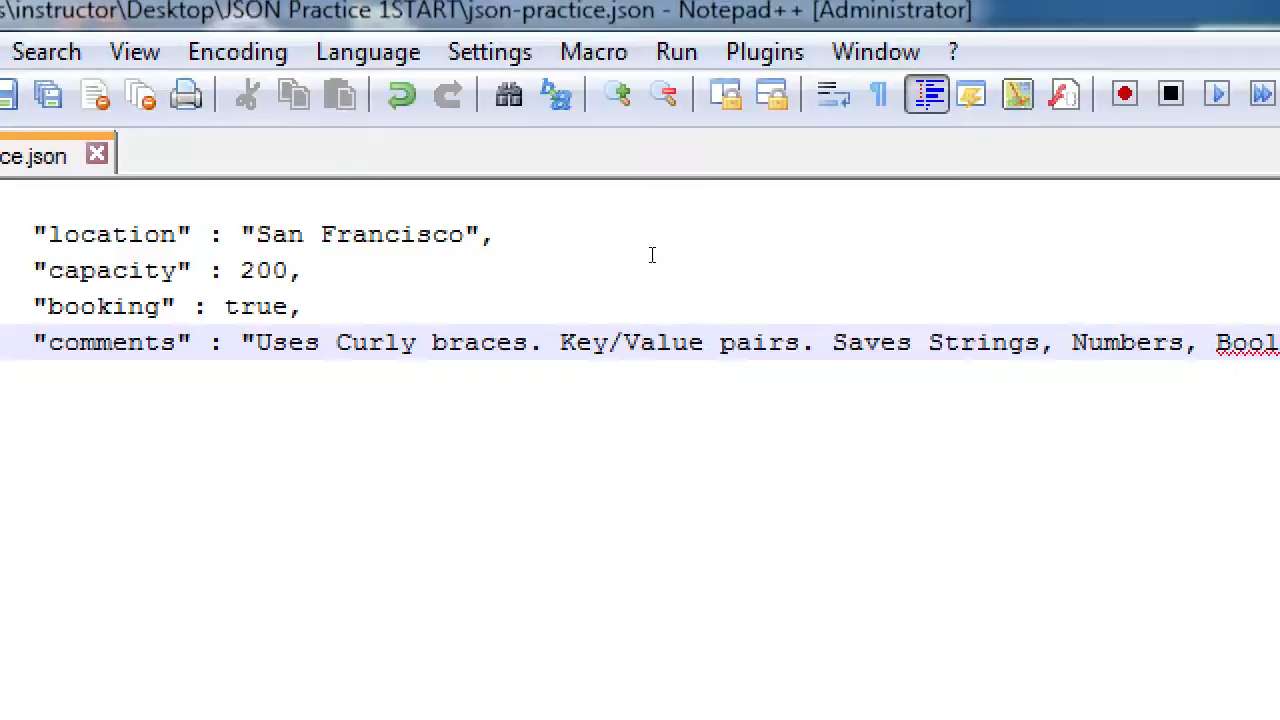 s\instructor\Desktop\JSON Practice 1START\json-practice.json - Notepad++ [Administrator]
Search View Encoding Language Settings Macro Run Plugins Window ?
ce.json
"location" : "San Francisco",
"capacity" : 200,
"booking" : true,
"comments" : "Uses Curly braces. Key/Value pairs. Saves Strings, Numbers, Bool